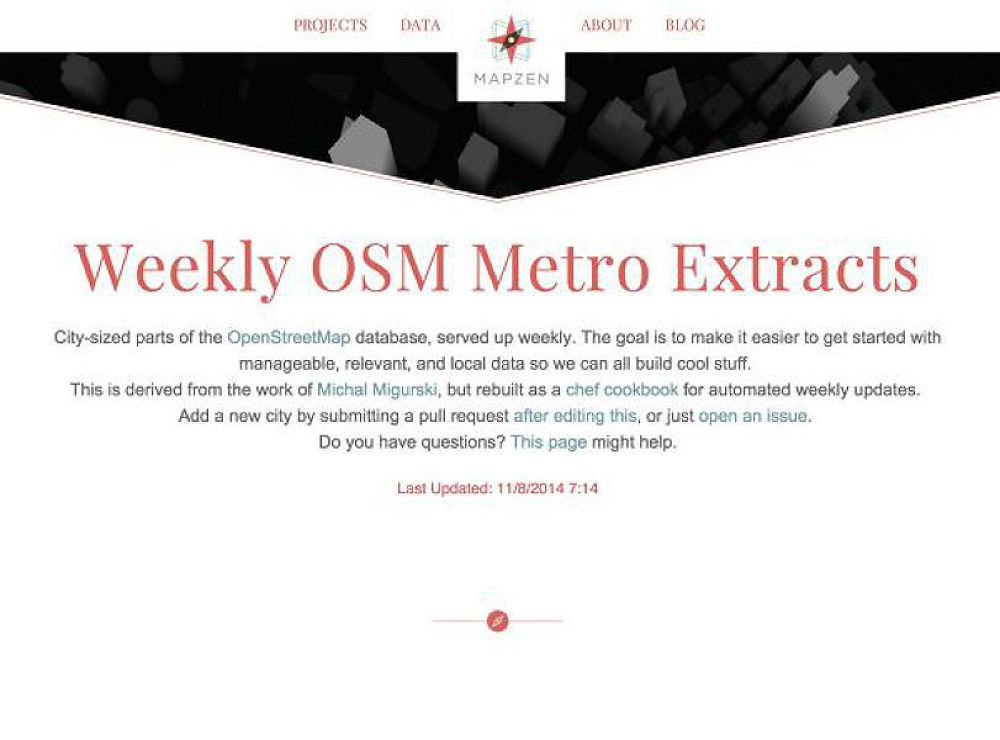 PROJECTS DATA ABOUT BLOG
MAPZEN
Weekly OSM Metro Extracts
City-sized parts of the OpenStreetMap database, served up weekly. The goal is to make it easier to get started with
manageable, relevant, and local data so we can all build cool stuff.
This is derived from the work of Michal Migurski, but rebuilt as a chef cookbook for automated weekly updates.
Add a new city by submitting a pull request after editing this, or just open an issue.
Do you have questions? This page might help.
Last Updated: 11/8/2014 7:14